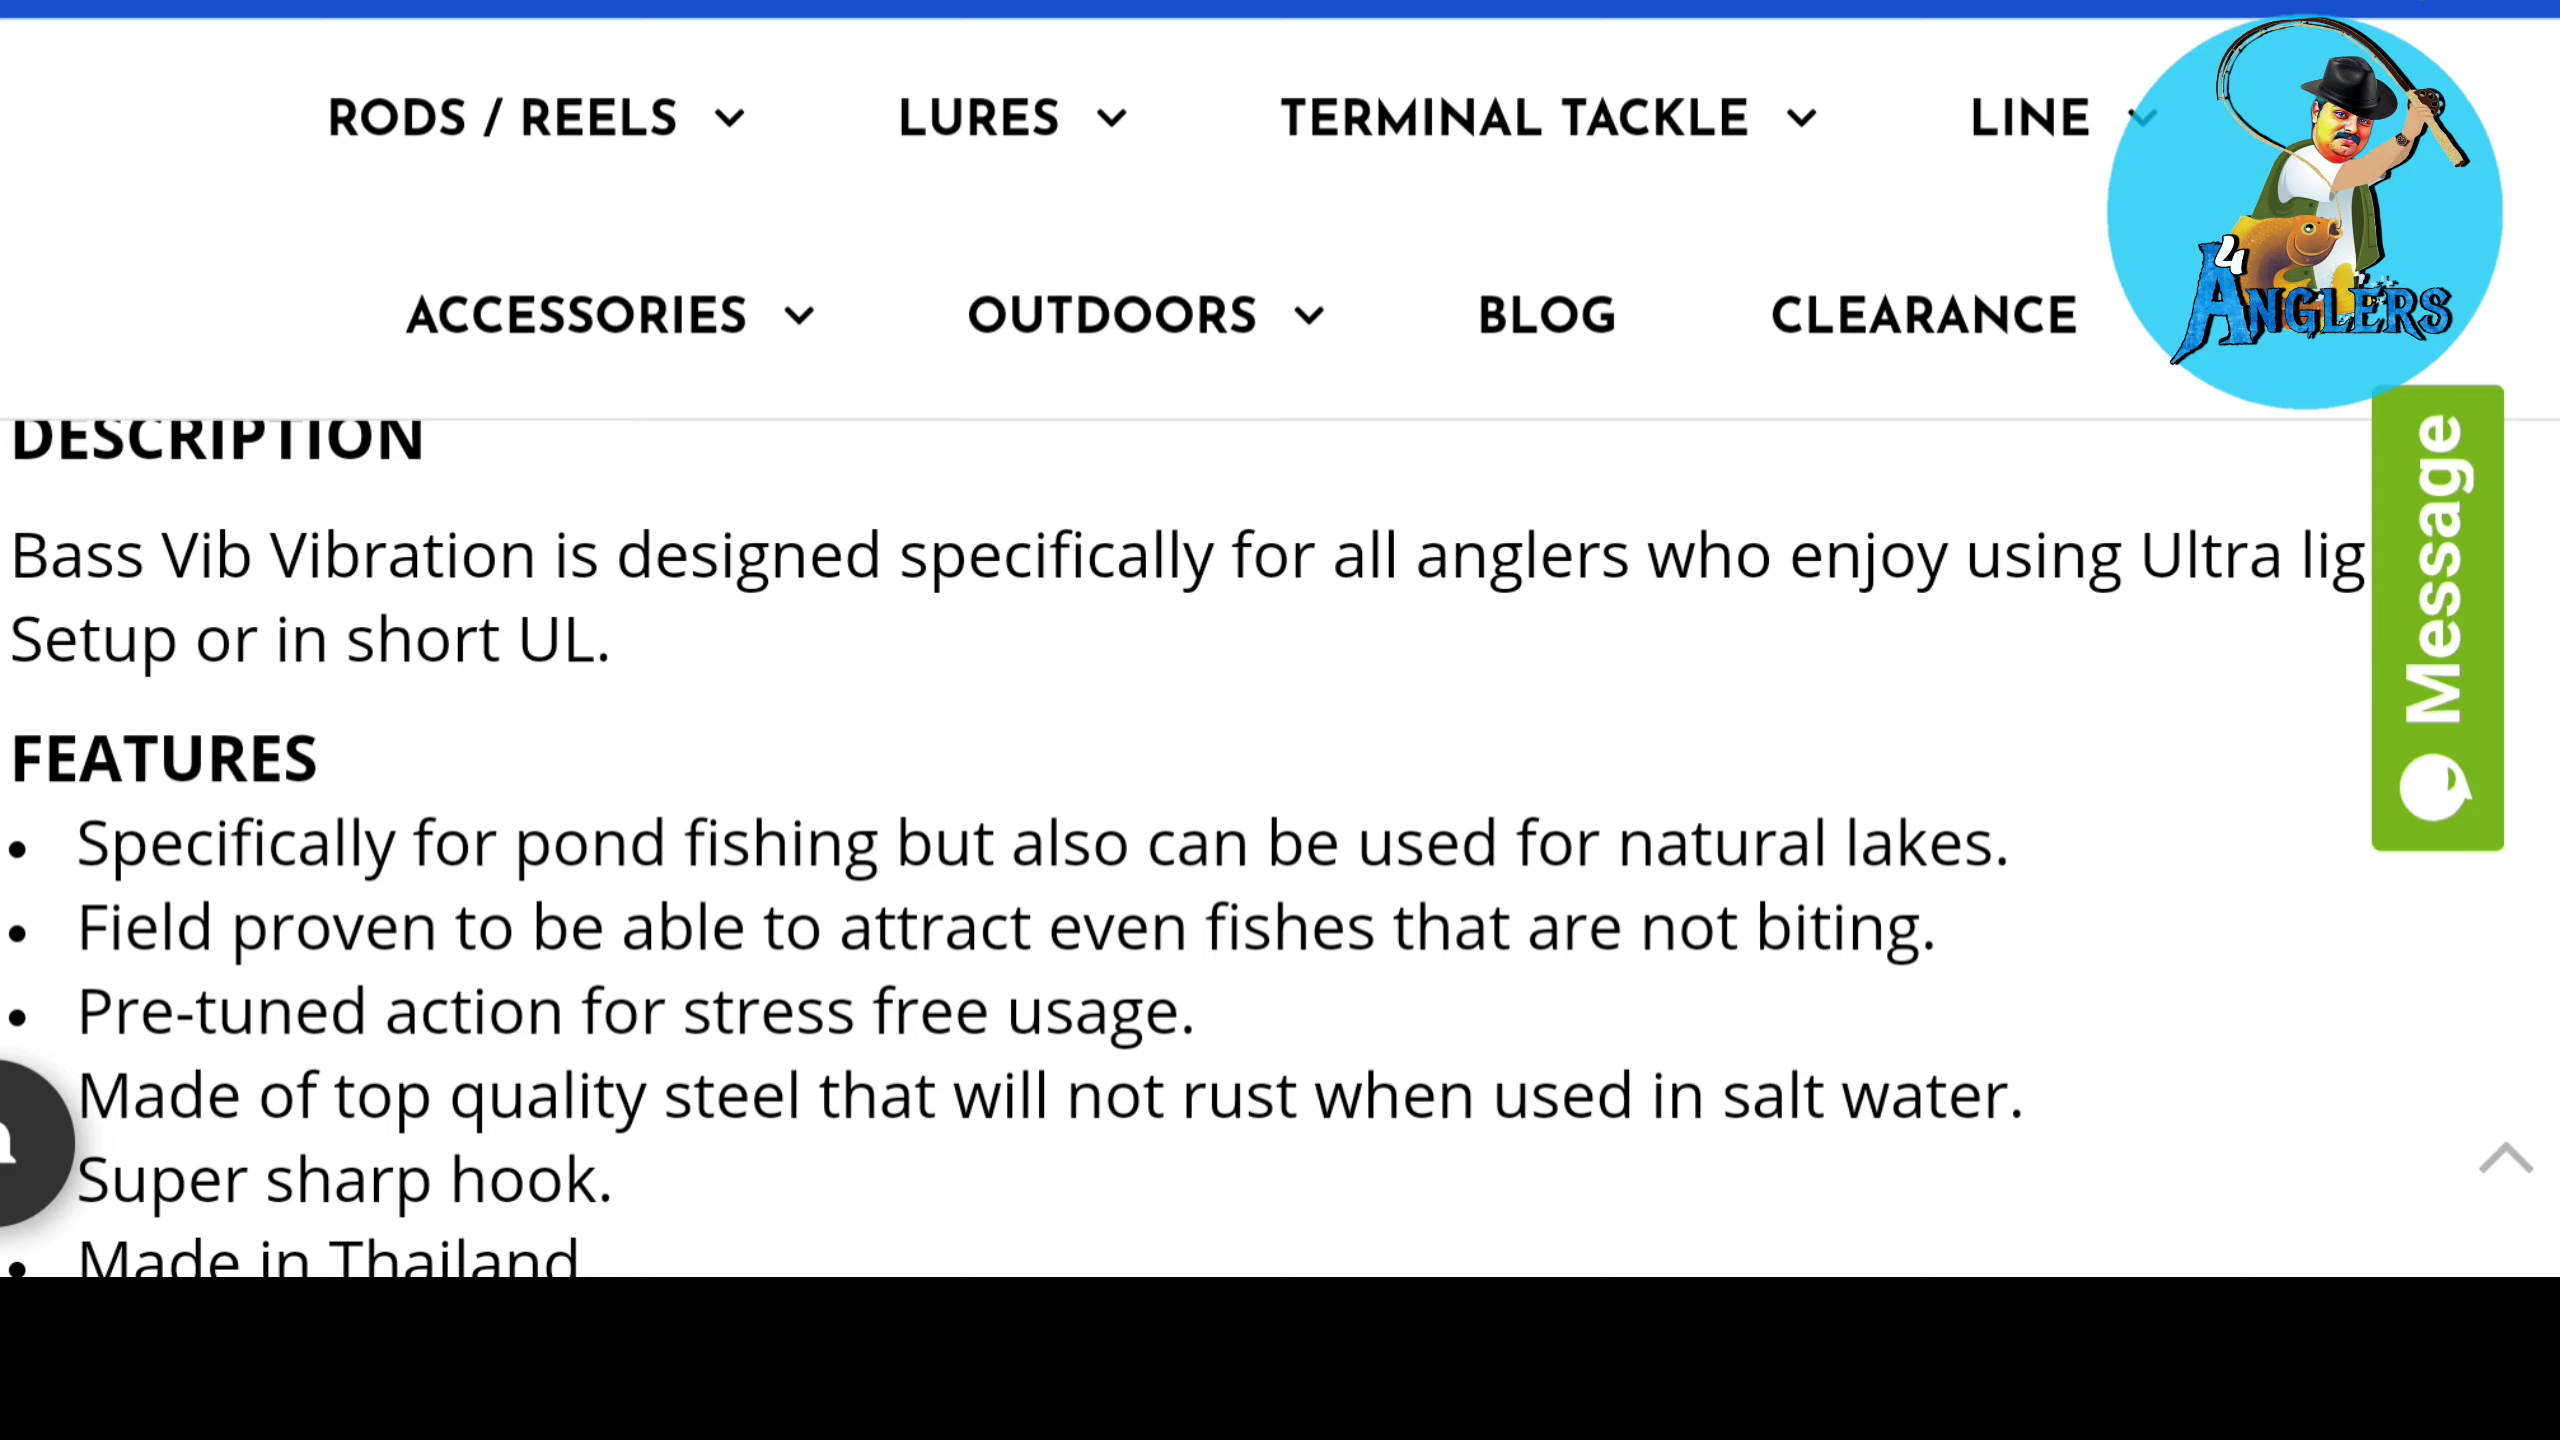 RODS / REELS LURES TERMINAL TACKLE LINE
ACCESSORIES OUTDOORS BLOG CLEARANCE
4
ANGLERS
DESCRIPTION
Bass Vib Vibration is designed specifically for all anglers who enjoy using Ultra lig
Setup or in short UL.
Message
FEATURES
• Specifically for pond fishing but also can be used for natural lakes.
• Field proven to be able to attract even fishes that are not biting.
• Pre-tuned action for stress free usage.
Made of top quality steel that will not rust when used in salt water.
Super sharp hook.
• Made in Thailand